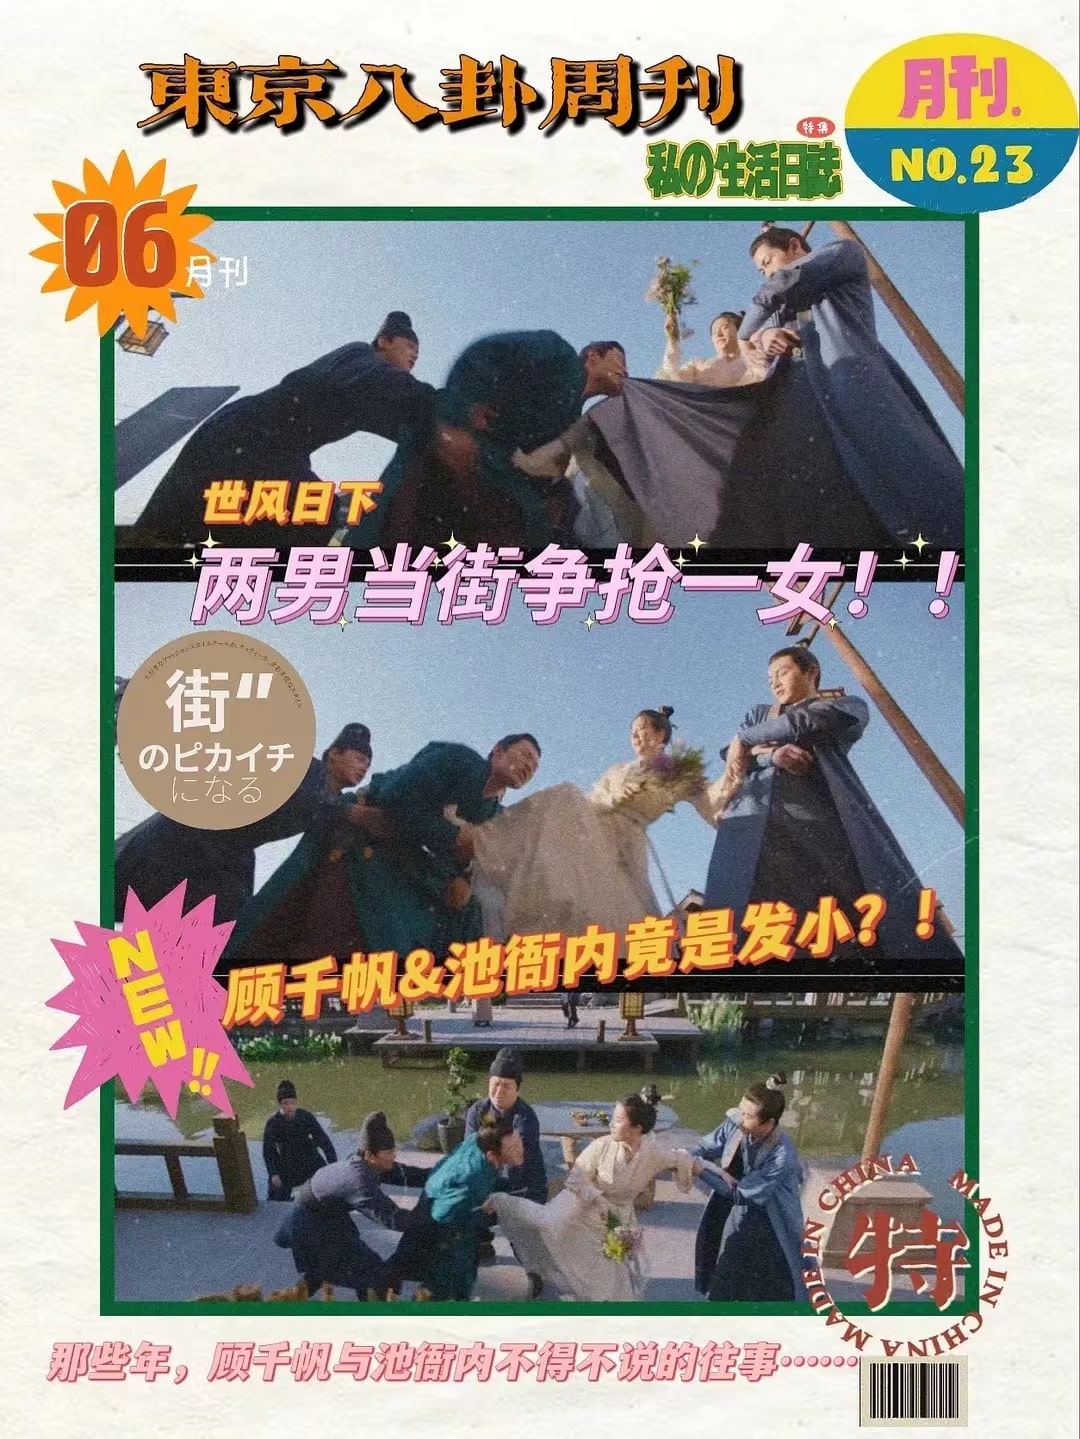 東京八卦周刊
月刊.
NO.23
特集
私の生活日誌
06
月刊
世风日下
两男当街争抢一女！！
街"
のピカイチ
になる
顾千帆&池衙内竟是发小？！
NEW!!
MADE IN CHINA MADE IN CHINA
特
那些年，顾千帆与池衙内不得不说的往事⋯⋯